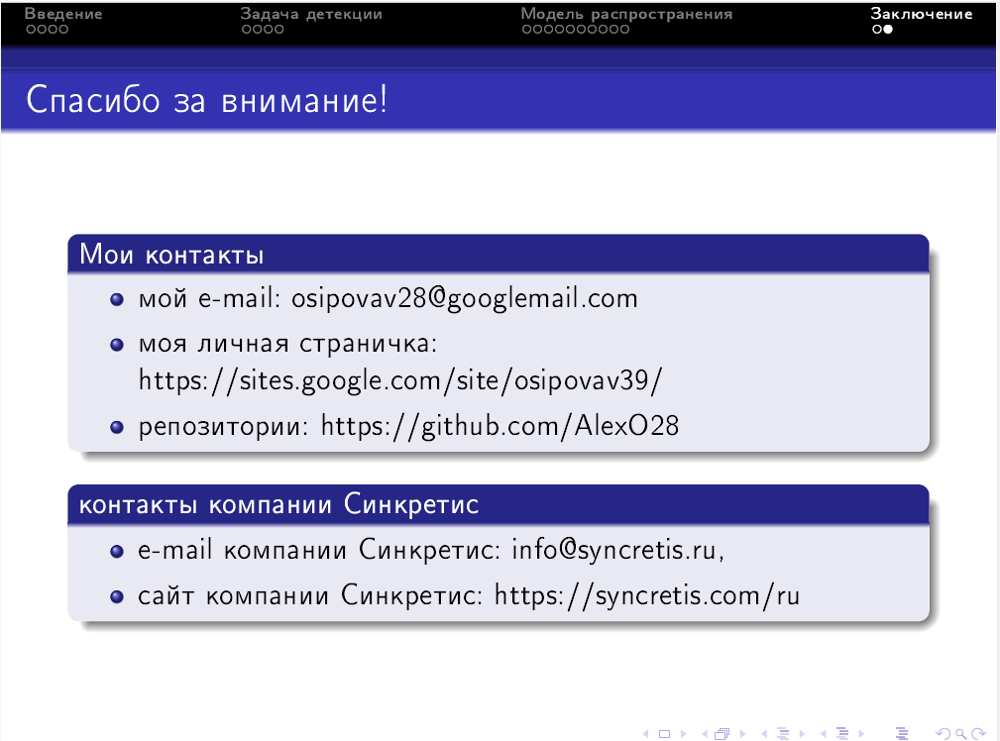 Введение Задача детекции Модель распространения Заключение
Спасибо за внимание!
Мои контакты
мой e-mail: osipovav28@googlemail.com
моя личная страничка:
https://sites.google.com/site/osipovav39/
репозитории: https://github.com/AlexO28
контакты компании Синкретис
e-mail компании Синкретис: info@syncretis.ru,
сайт компании Синкретис: https://syncretis.com/ru